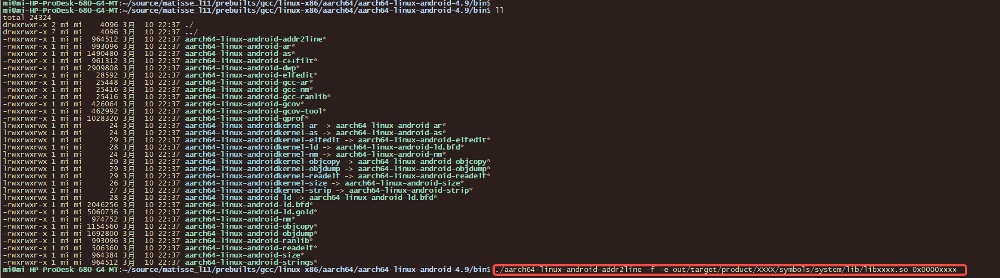 mi@mi-HP-ProDesk-680-G4-MT:~/source/matisse_l11/prebuilts/gcc/linux-x86/aarch64/aarch64-linux-android-4.9/bin$
mi@mi-HP-ProDesk-680-G4-MT:~/source/matisse_l11/prebuilts/gcc/linux-x86/aarch64/aarch64-linux-android-4.9/bin$ ll
total 24324
drwxrwxr-x 2 mi mi    4096 3月  10 22:37 ./
drwxrwxr-x 7 mi mi    4096 3月  10 22:37 ../
-rwxrwxr-x 1 mi mi  964512 3月  10 22:37 aarch64-linux-android-addr2line*
-rwxrwxr-x 1 mi mi  993096 3月  10 22:37 aarch64-linux-android-ar*
-rwxrwxr-x 1 mi mi 1490480 3月  10 22:37 aarch64-linux-android-as*
-rwxrwxr-x 1 mi mi  961312 3月  10 22:37 aarch64-linux-android-c++filt*
-rwxrwxr-x 1 mi mi 2909808 3月  10 22:37 aarch64-linux-android-dwp*
-rwxrwxr-x 1 mi mi   28592 3月  10 22:37 aarch64-linux-android-elfedit*
-rwxrwxr-x 1 mi mi   25448 3月  10 22:37 aarch64-linux-android-gcc-ar*
-rwxrwxr-x 1 mi mi   25416 3月  10 22:37 aarch64-linux-android-gcc-nm*
-rwxrwxr-x 1 mi mi   25416 3月  10 22:37 aarch64-linux-android-gcc-ranlib*
-rwxrwxr-x 1 mi mi  426064 3月  10 22:37 aarch64-linux-android-gcov*
-rwxrwxr-x 1 mi mi  462992 3月  10 22:37 aarch64-linux-android-gcov-tool*
-rwxrwxr-x 1 mi mi 1028320 3月  10 22:37 aarch64-linux-android-gprof*
lrwxrwxrwx 1 mi mi      24 3月  10 22:37 aarch64-linux-androidkernel-ar -> aarch64-linux-android-ar*
lrwxrwxrwx 1 mi mi      24 3月  10 22:37 aarch64-linux-androidkernel-as -> aarch64-linux-android-as*
lrwxrwxrwx 1 mi mi      29 3月  10 22:37 aarch64-linux-androidkernel-elfedit -> aarch64-linux-android-elfedit*
lrwxrwxrwx 1 mi mi      28 3月  10 22:37 aarch64-linux-androidkernel-ld -> aarch64-linux-android-ld.bfd*
lrwxrwxrwx 1 mi mi      24 3月  10 22:37 aarch64-linux-androidkernel-nm -> aarch64-linux-android-nm*
lrwxrwxrwx 1 mi mi      29 3月  10 22:37 aarch64-linux-androidkernel-objcopy -> aarch64-linux-android-objcopy*
lrwxrwxrwx 1 mi mi      29 3月  10 22:37 aarch64-linux-androidkernel-objdump -> aarch64-linux-android-objdump*
lrwxrwxrwx 1 mi mi      29 3月  10 22:37 aarch64-linux-androidkernel-readelf -> aarch64-linux-android-readelf*
lrwxrwxrwx 1 mi mi      26 3月  10 22:37 aarch64-linux-androidkernel-size -> aarch64-linux-android-size*
lrwxrwxrwx 1 mi mi      27 3月  10 22:37 aarch64-linux-androidkernel-strip -> aarch64-linux-android-strip*
lrwxrwxrwx 1 mi mi      28 3月  10 22:37 aarch64-linux-android-ld -> aarch64-linux-android-ld.bfd*
-rwxrwxr-x 1 mi mi 2046256 3月  10 22:37 aarch64-linux-android-ld.bfd*
-rwxrwxr-x 1 mi mi 5060736 3月  10 22:37 aarch64-linux-android-ld.gold*
-rwxrwxr-x 1 mi mi  974752 3月  10 22:37 aarch64-linux-android-nm*
-rwxrwxr-x 1 mi mi 1154560 3月  10 22:37 aarch64-linux-android-objcopy*
-rwxrwxr-x 1 mi mi 1692800 3月  10 22:37 aarch64-linux-android-objdump*
-rwxrwxr-x 1 mi mi  993096 3月  10 22:37 aarch64-linux-android-ranlib*
-rwxrwxr-x 1 mi mi  506360 3月  10 22:37 aarch64-linux-android-readelf*
-rwxrwxr-x 1 mi mi  964384 3月  10 22:37 aarch64-linux-android-size*
-rwxrwxr-x 1 mi mi  964512 3月  10 22:37 aarch64-linux-android-strings*
mi@mi-HP-ProDesk-680-G4-MT:~/source/matisse_l11/prebuilts/gcc/linux-x86/aarch64/aarch64-linux-android-4.9/bin$ ./aarch64-linux-android-addr2line -f -e out/target/product/XXXX/symbols/system/lib/libxxxx.so 0x0000xxxx